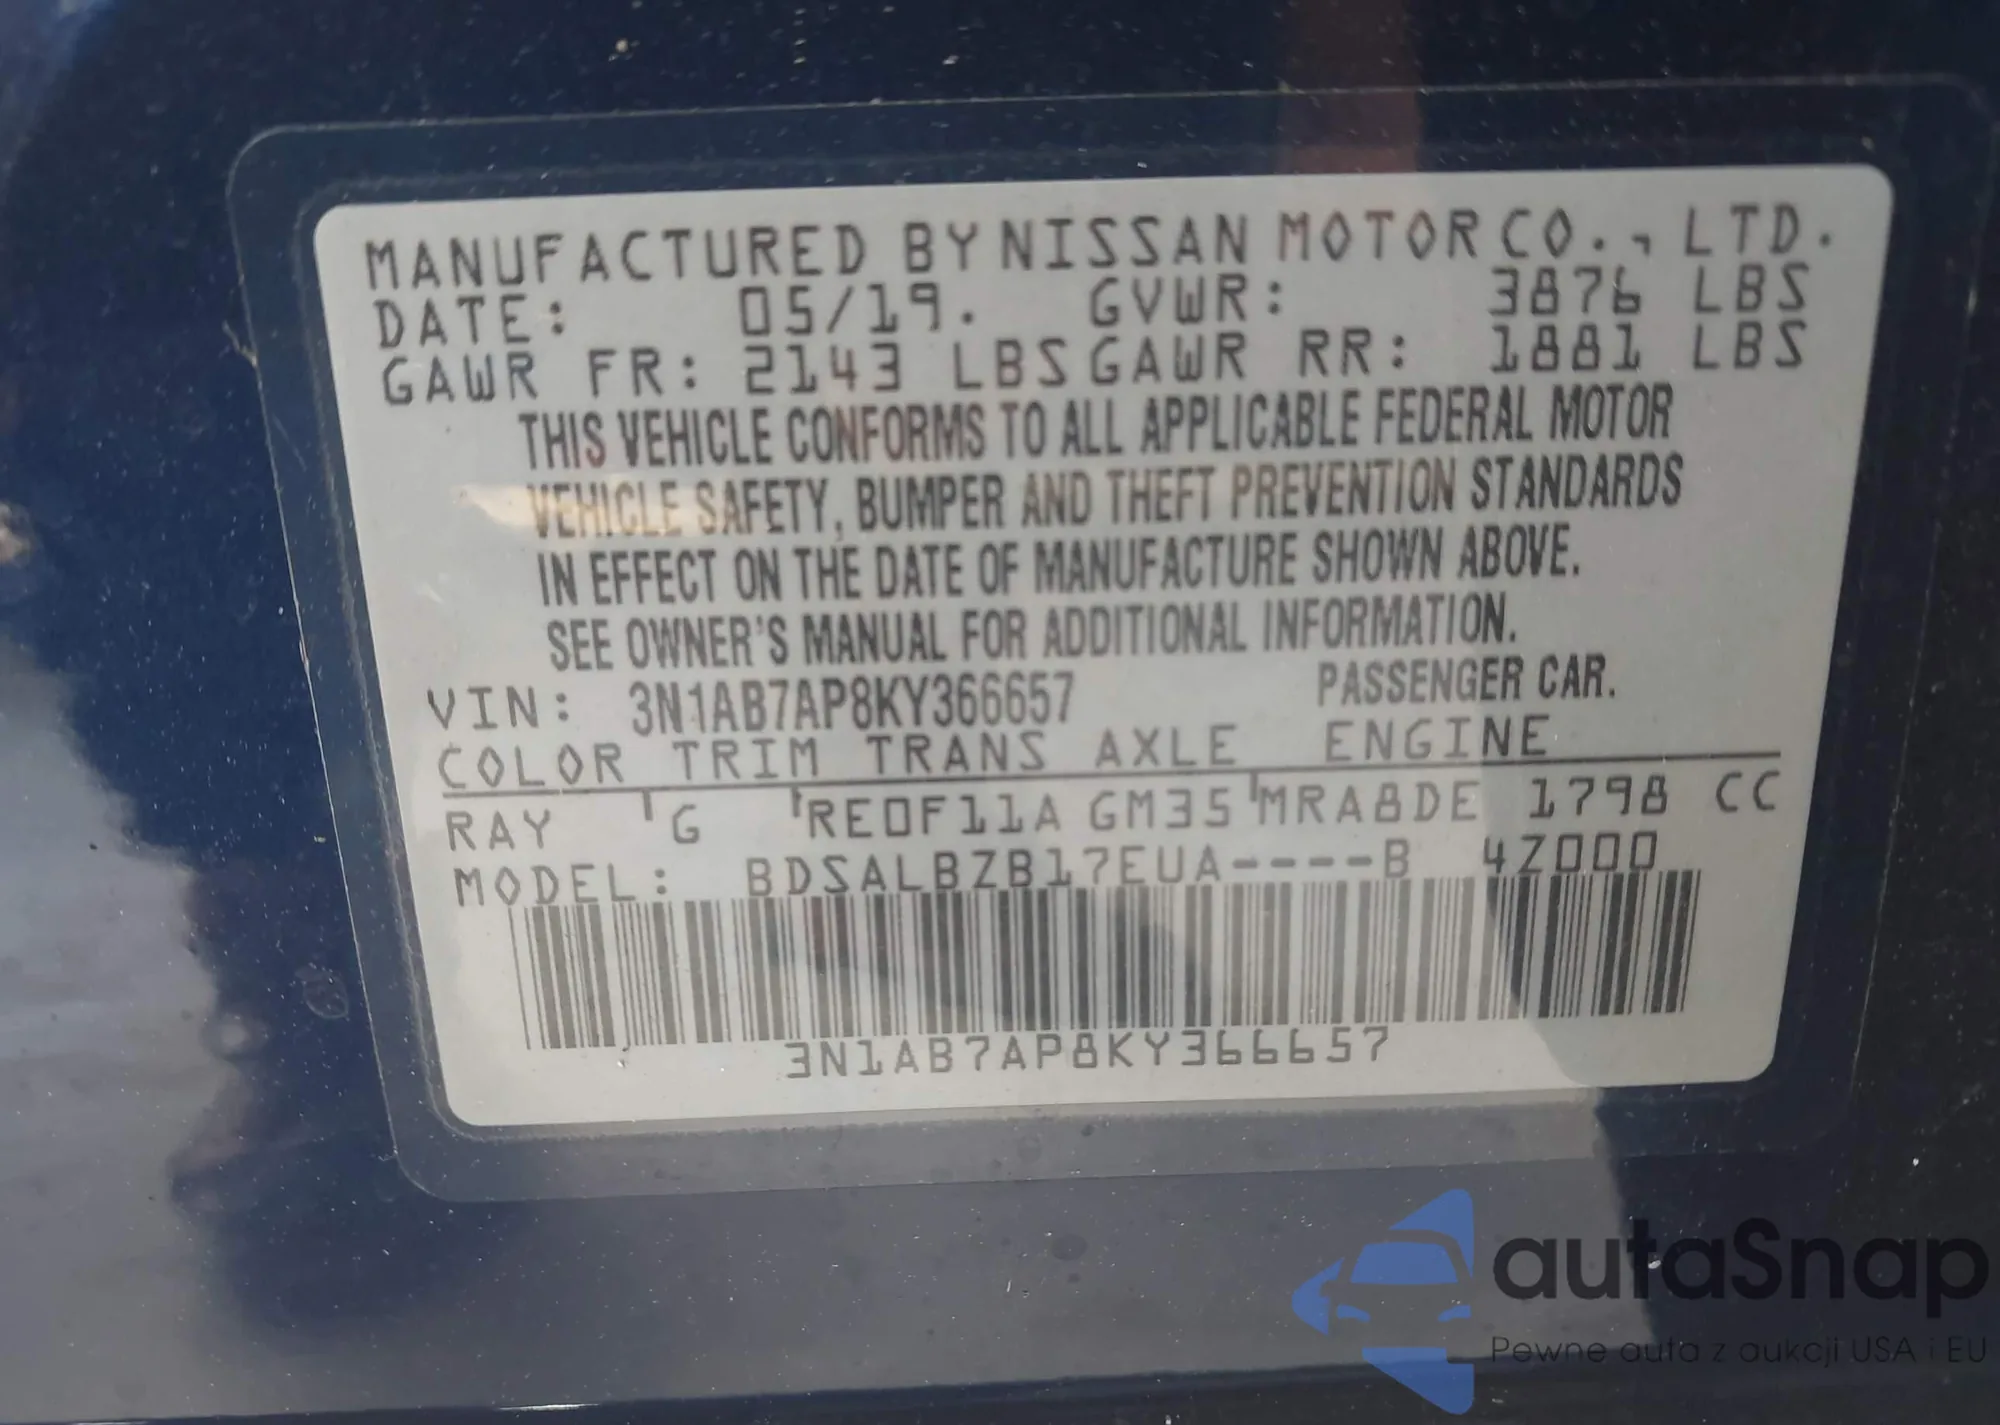 MANUFACTURED BY NISSAN MOTOR CO., LTD.
DATE: 05/19. GVWR: 3876 LBS
GAWR FR: 2143 LBS GAWR RR: 1881 LBS
THIS VEHICLE CONFORMS TO ALL APPLICABLE FEDERAL MOTOR
VEHICLE SAFETY, BUMPER AND THEFT PREVENTION STANDARDS
IN EFFECT ON THE DATE OF MANUFACTURE SHOWN ABOVE.
SEE OWNER'S MANUAL FOR ADDITIONAL INFORMATION.
VIN: 3N1AB7AP8KY366657 PASSENGER CAR.
COLOR TRIM TRANS AXLE ENGINE
RAY G RE0F11A GM35 MRA8DE 1798 CC
MODEL: BDSALBZB17EUA----B 4Z000
3N1AB7AP8KY366657
autaSnap
Pewne auta z aukcji USA i EU